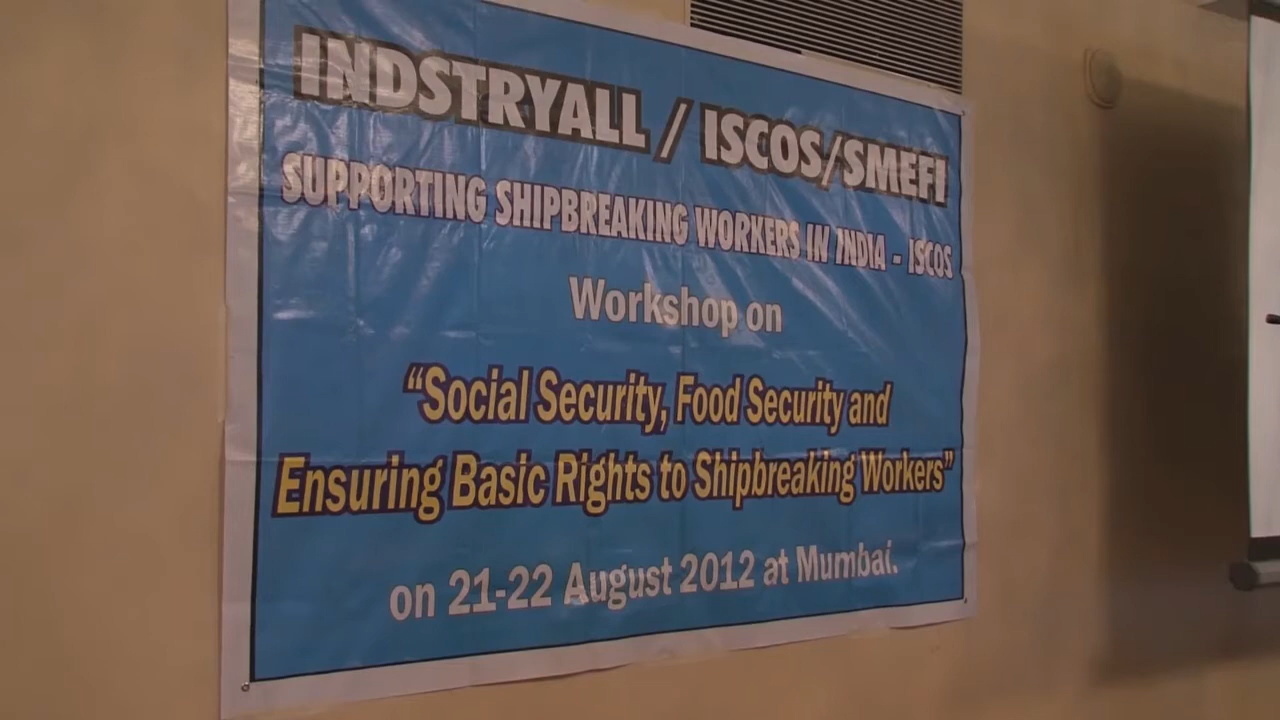 INDSTRYALL / ISCOS/SMEFI
SUPPORTING SHIPBREAKING WORKERS IN INDIA - ISCOS
Workshop on
“Social Security, Food Security and
Ensuring Basic Rights to Shipbreaking Workers”
on 21-22 August 2012 at Mumbai.